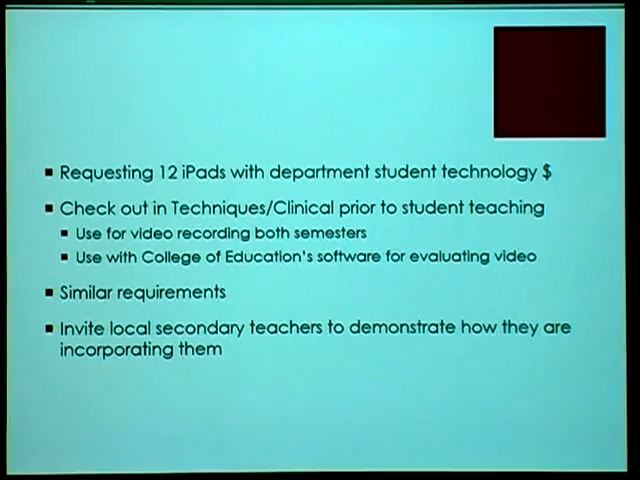 Requesting 12 iPads with department student technology $
Check out in Techniques/Clinical prior to student teaching
Use for video recording both semesters
Use with College of Education's software for evaluating video
Similar requirements
Invite local secondary teachers to demonstrate how they are
incorporating them